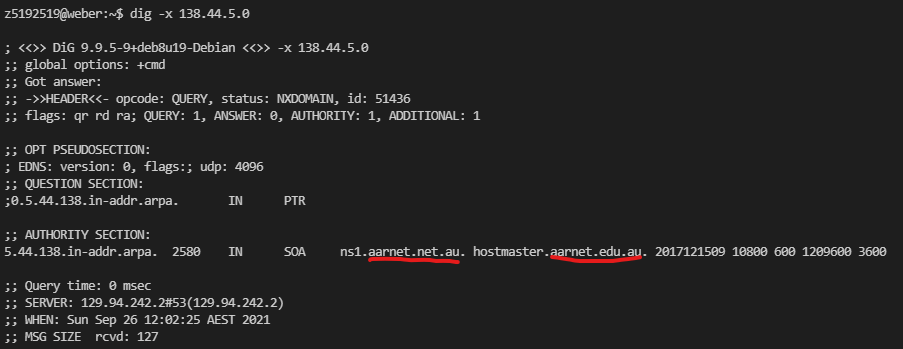 z5192519@weber:~$ dig -x 138.44.5.0
; <<>> DiG 9.9.5-9+deb8u19-Debian <<>> -x 138.44.5.0
;; global options: +cmd
;; Got answer:
;; ->>HEADER<<- opcode: QUERY, status: NXDOMAIN, id: 51436
;; flags: qr rd ra; QUERY: 1, ANSWER: 0, AUTHORITY: 1, ADDITIONAL: 1
;; OPT PSEUDOSECTION:
; EDNS: version: 0, flags:; udp: 4096
;; QUESTION SECTION:
;0.5.44.138.in-addr.arpa. IN PTR
;; AUTHORITY SECTION:
5.44.138.in-addr.arpa. 2580 IN SOA ns1.aarnet.net.au. hostmaster.aarnet.edu.au. 2017121509 10800 600 1209600 3600
;; Query time: 0 msec
;; SERVER: 129.94.242.2#53(129.94.242.2)
;; WHEN: Sun Sep 26 12:02:25 AEST 2021
;; MSG SIZE rcvd: 127